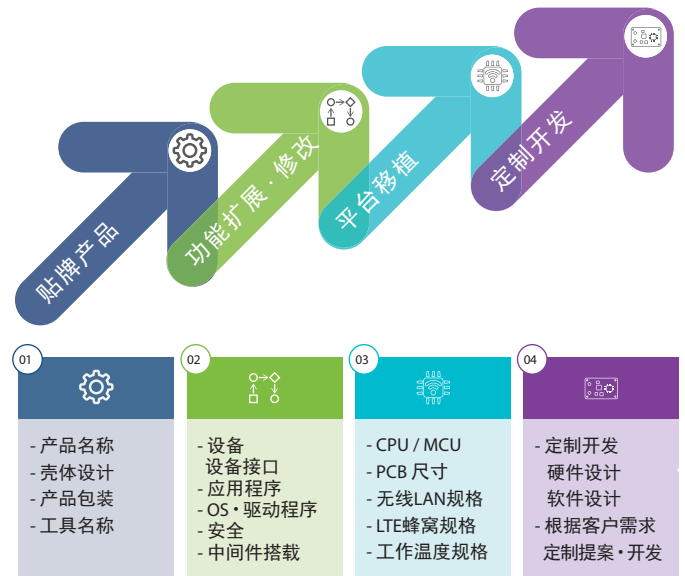 贴牌产品
功能扩展·修改
平台移植
定制开发
01
- 产品名称
- 壳体设计
- 产品包装
- 工具名称
02
- 设备
设备接口
- 应用程序
- OS・驱动程序
- 安全
- 中间件搭载
03
- CPU / MCU
- PCB 尺寸
- 无线LAN规格
- LTE蜂窝规格
- 工作温度规格
04
- 定制开发
硬件设计
软件设计
- 根据客户需求
定制提案・开发